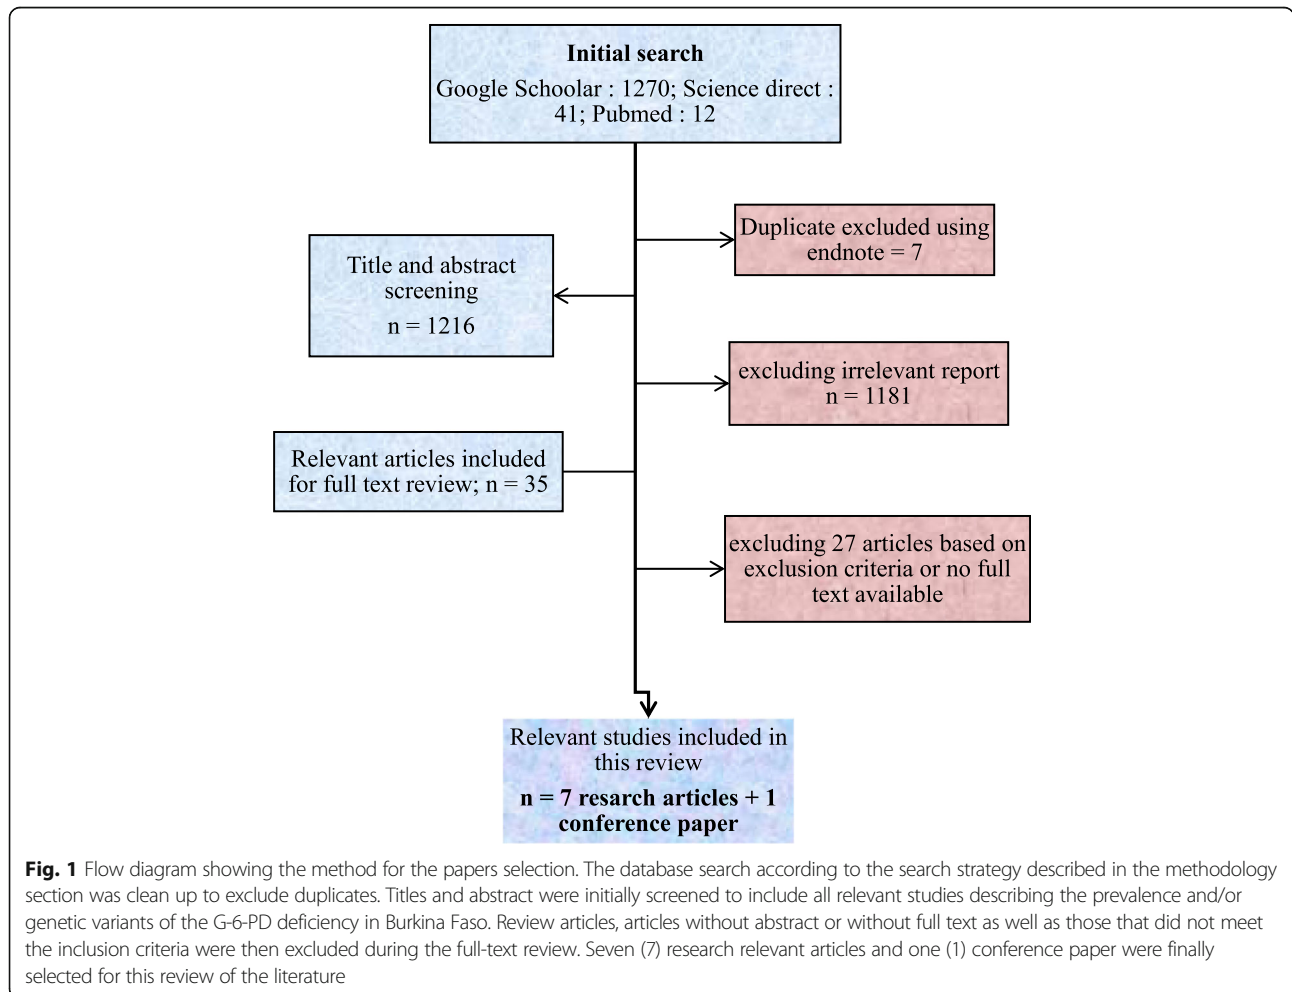 Initial search
Google Schoolar : 1270; Science direct :
41; Pubmed : 12
Duplicate excluded using
endnote = 7
Title and abstract
screening
n = 1216
excluding irrelevant report
n = 1181
Relevant articles included
for full text review; n = 35
excluding 27 articles based on
exclusion criteria or no full
text available
Relevant studies included in
this review
n = 7 resarch articles + 1
conference paper
Fig. 1 Flow diagram showing the method for the papers selection. The database search according to the search strategy described in the methodology
section was clean up to exclude duplicates. Titles and abstract were initially screened to include all relevant studies describing the prevalence and/or
genetic variants of the G-6-PD deficiency in Burkina Faso. Review articles, articles without abstract or without full text as well as those that did not meet
the inclusion criteria were then excluded during the full-text review. Seven (7) research relevant articles and one (1) conference paper were finally
selected for this review of the literature